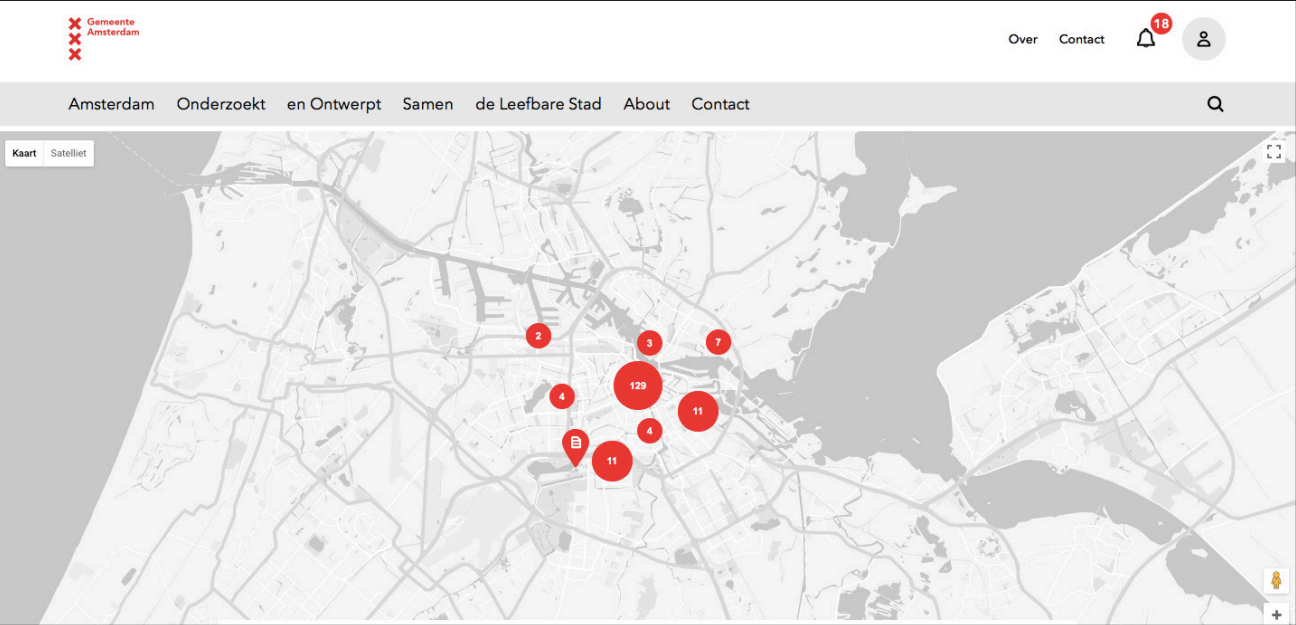 Gemeente
Amsterdam
Over Contact 18
Amsterdam Onderzoekt en Ontwerpt Samen de Leefbare Stad About Contact
Kaart Satelliet
2
3
7
129
4
11
4
11